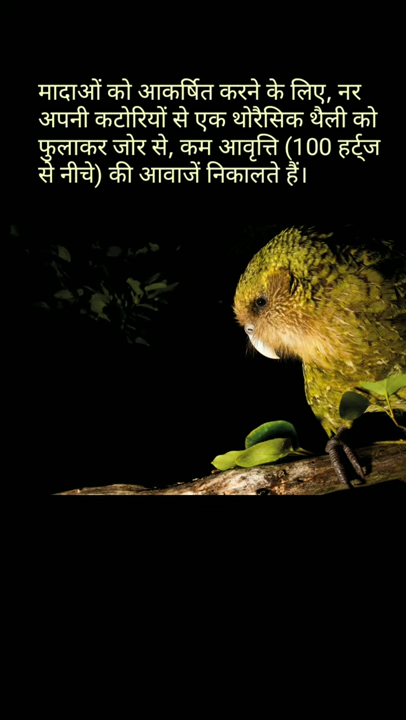 मादाओं को आकर्षित करने के लिए, नर
अपनी कटोरियों से एक थोरैसिक थैली को
फुलाकर जोर से, कम आवृत्ति (100 हर्ट्ज
से नीचे) की आवाजें निकालते हैं।